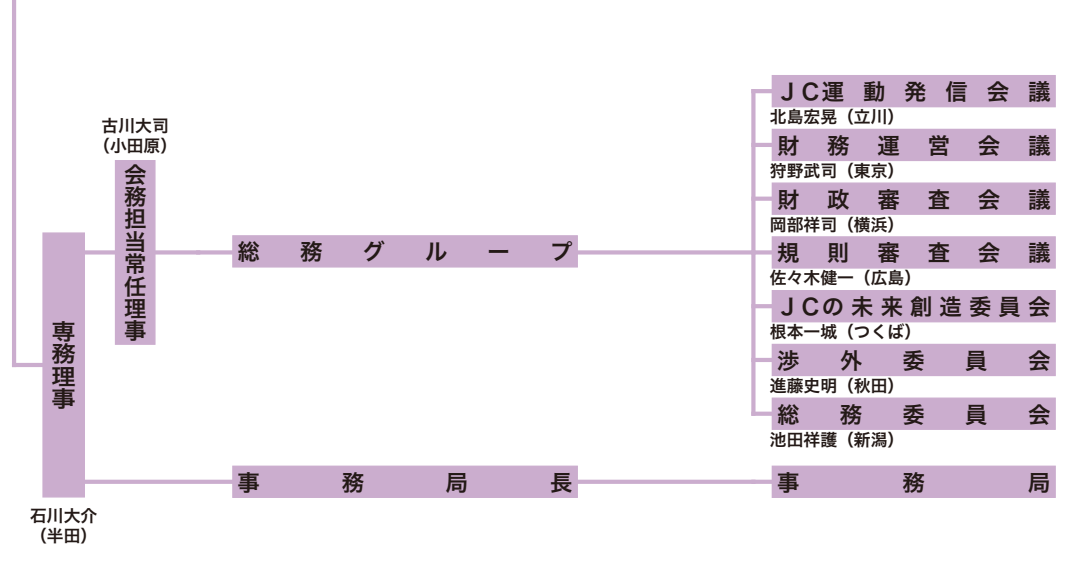 専務理事
石川大介
（半田）
古川大司
（小田原）
会務担当常任理事
総務グループ
ＪＣ運動発信会議
北島宏晃（立川）
財務運営会議
狩野武司（東京）
財政審査会議
岡部祥司（横浜）
規則審査会議
佐々木健一（広島）
ＪＣの未来創造委員会
根本一城（つくば）
渉外委員会
進藤史明（秋田）
総務委員会
池田祥護（新潟）
事務局長
事務局